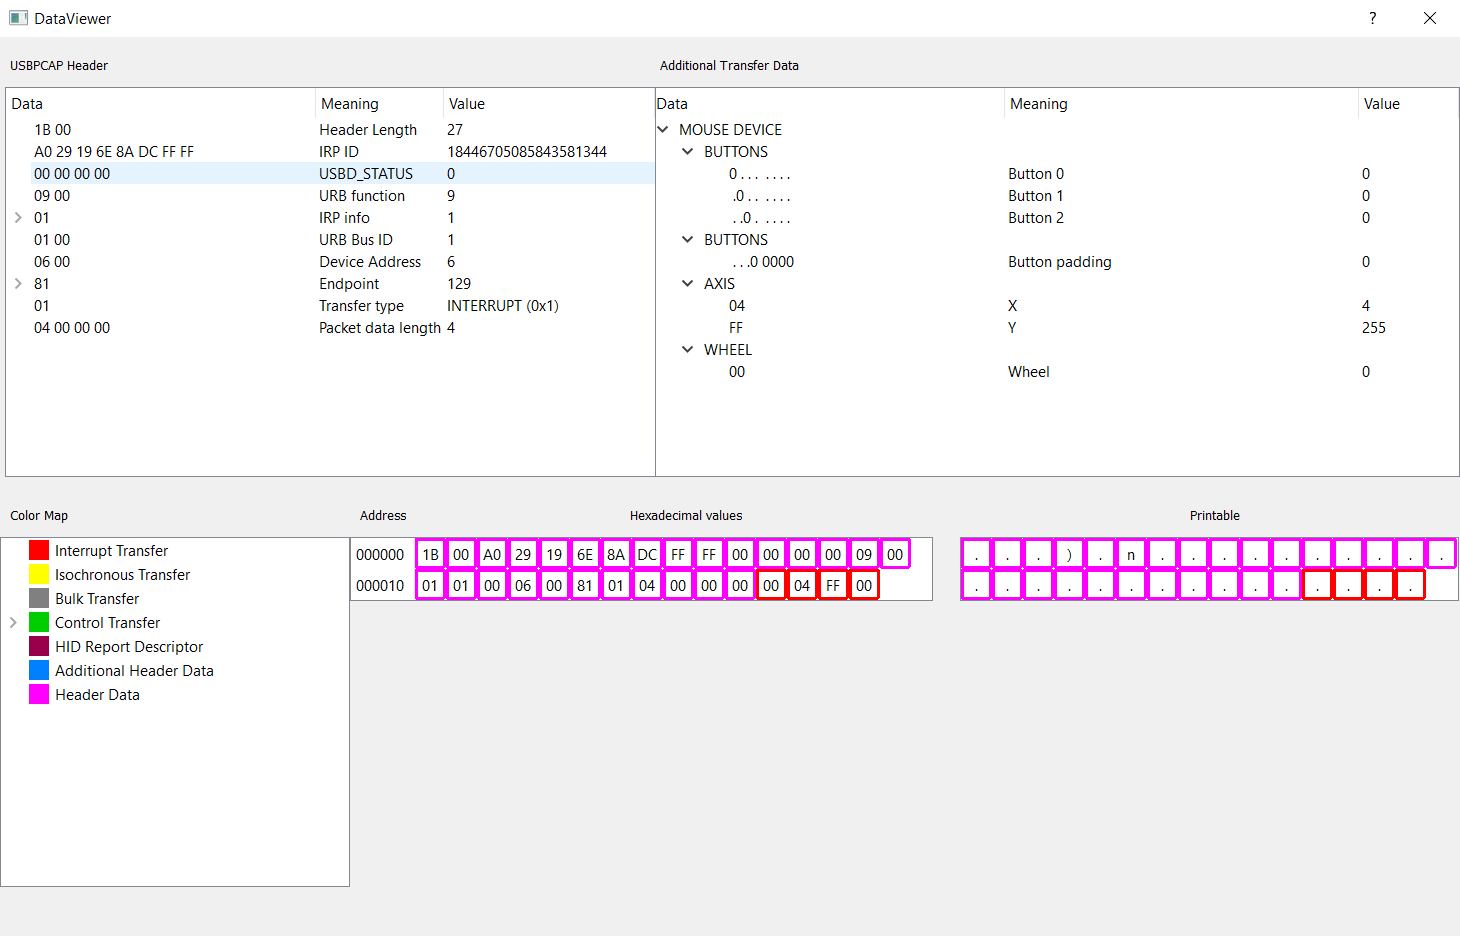 DataViewer ?
USBPCAP Header
Data Meaning Value
1B 00 Header Length 27
A0 29 19 6E 8A DC FF FF IRP ID 18446705085843581344
00 00 00 00 USBD_STATUS 0
09 00 URB function 9
01 IRP info 1
01 00 URB Bus ID 1
06 00 Device Address 6
81 Endpoint 129
01 Transfer type INTERRUPT (0x1)
04 00 00 00 Packet data length 4
Additional Transfer Data
Data Meaning Value
MOUSE DEVICE
BUTTONS
0... .... Button 0 0
.0.. .... Button 1 0
..0. .... Button 2 0
BUTTONS
...0 0000 Button padding 0
AXIS
04 X 4
FF Y 255
WHEEL
00 Wheel 0
Color Map
Interrupt Transfer
Isochronous Transfer
Bulk Transfer
Control Transfer
HID Report Descriptor
Additional Header Data
Header Data
Address Hexadecimal values Printable
000000 1B 00 A0 29 19 6E 8A DC FF FF 00 00 00 00 09 00 . . . ) . n . . . . . . . . . .
000010 01 01 00 06 00 81 01 04 00 00 00 00 04 FF 00 . . . . . . . . . . . . . . .